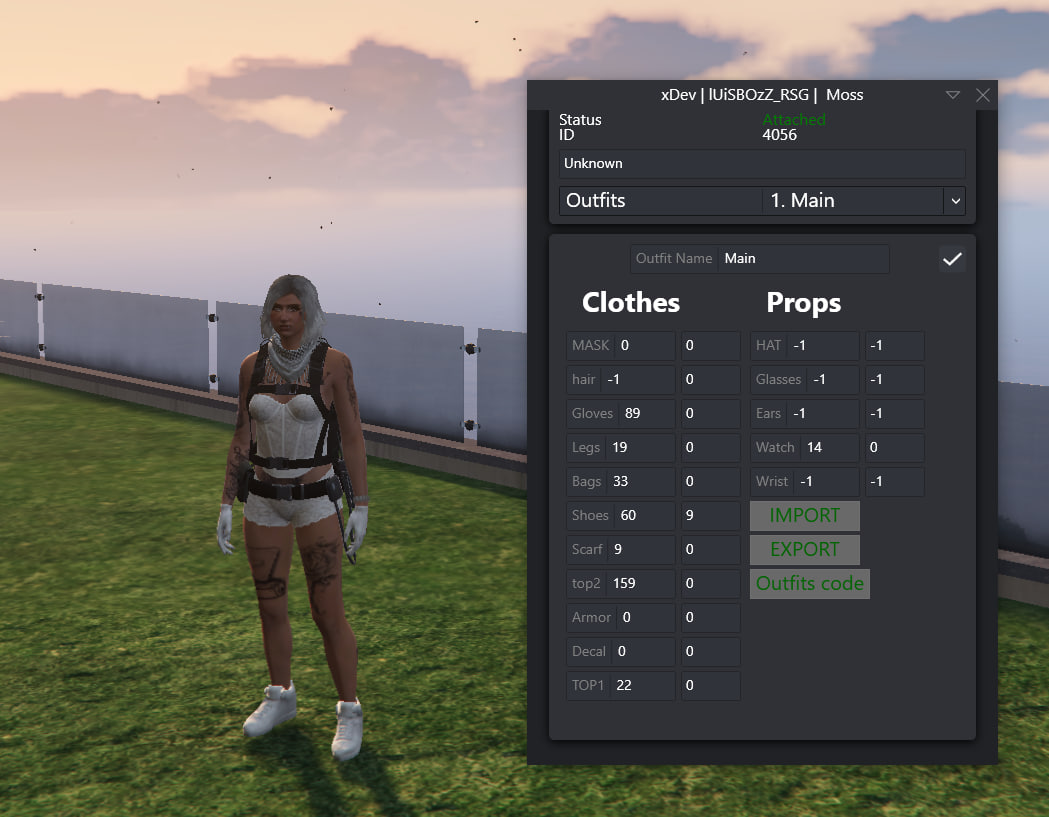 xDev | lUiSBOzZ_RSG | Moss
Status Attached
ID 4056
Unknown
Outfits 1. Main
Outfit Name Main
Clothes Props
MASK 0 0 HAT -1 -1
hair -1 0 Glasses -1 -1
Gloves 89 0 Ears -1 -1
Legs 19 0 Watch 14 0
Bags 33 0 Wrist -1 -1
Shoes 60 9 IMPORT
Scarf 9 0 EXPORT
top2 159 0 Outfits code
Armor 0 0
Decal 0 0
TOP1 22 0